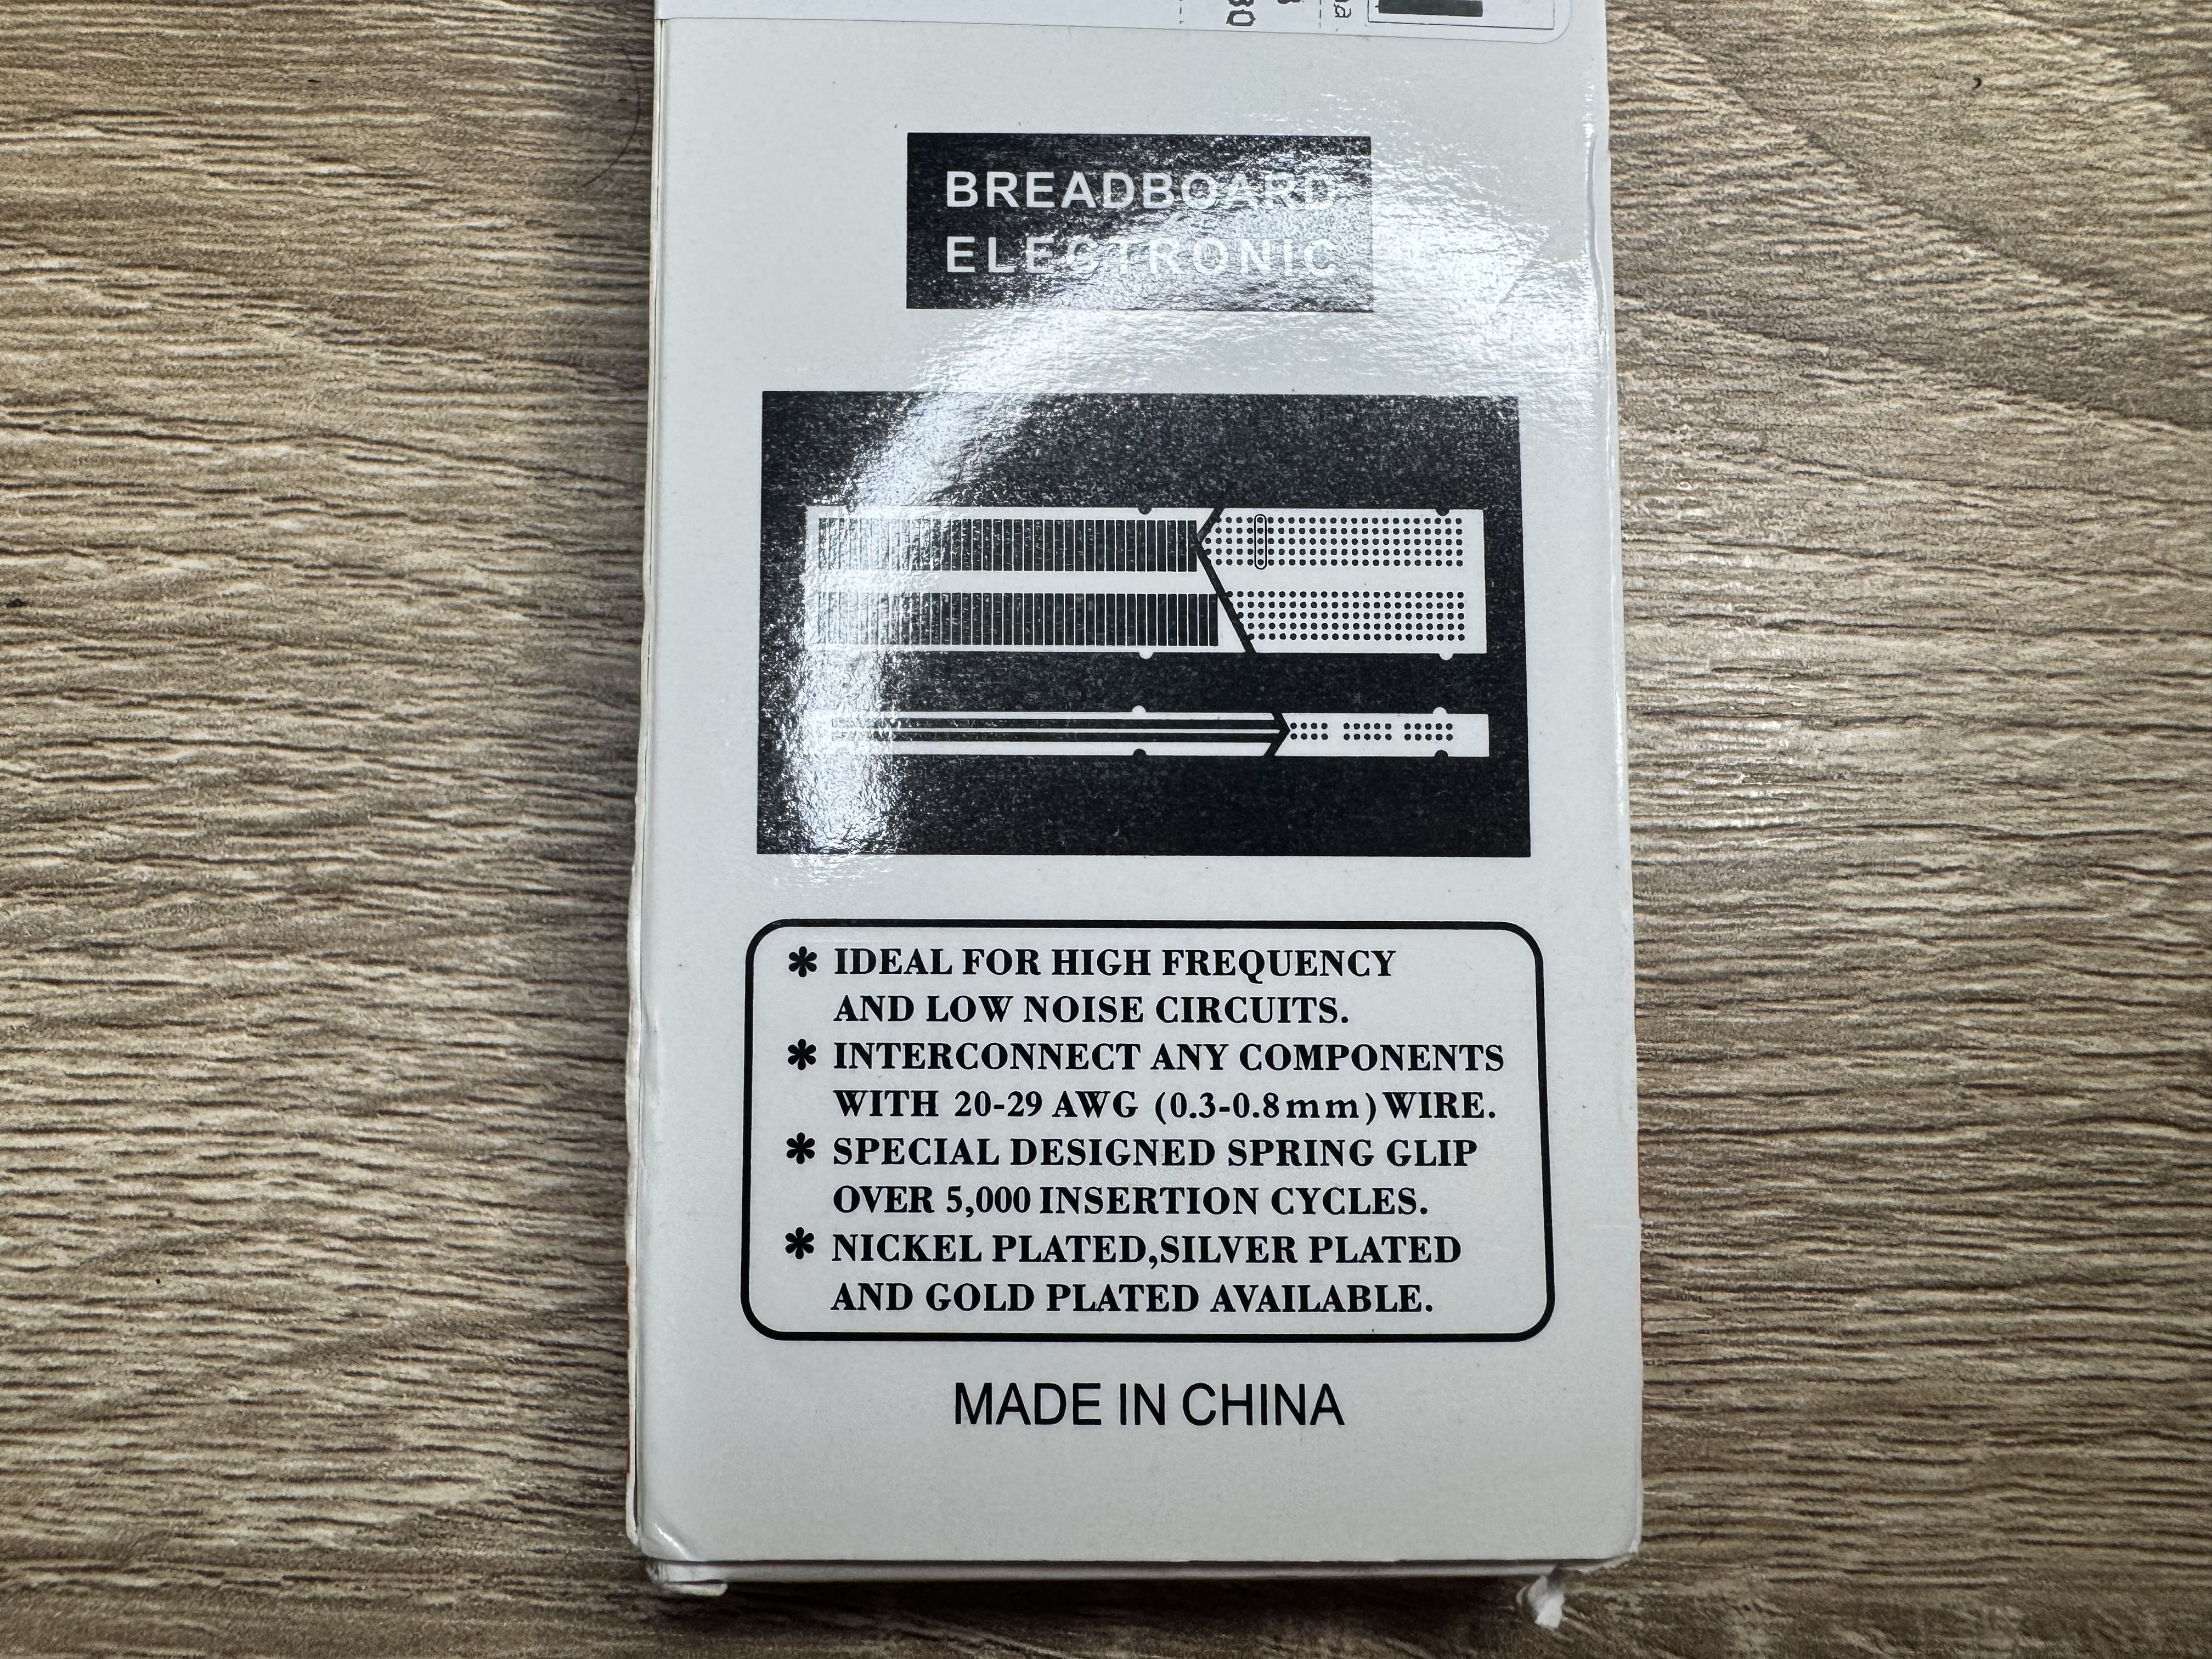 BREADBOARD
ELECTRONIC
✻ IDEAL FOR HIGH FREQUENCY
AND LOW NOISE CIRCUITS.
✻ INTERCONNECT ANY COMPONENTS
WITH 20-29 AWG (0.3-0.8mm) WIRE.
✻ SPECIAL DESIGNED SPRING GLIP
OVER 5,000 INSERTION CYCLES.
✻ NICKEL PLATED,SILVER PLATED
AND GOLD PLATED AVAILABLE.
MADE IN CHINA